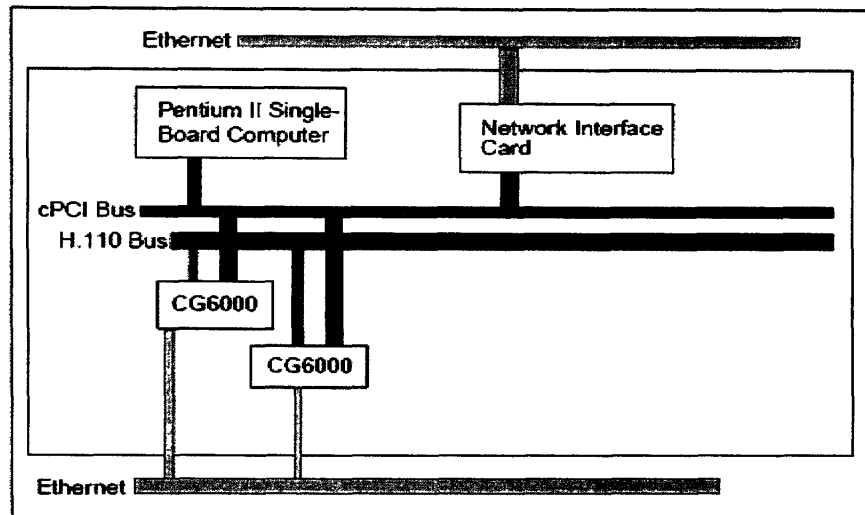 Ethernet
Pentium II Single-
Board Computer
Network Interface
Card
cPCI Bus
H.110 Bus
CG6000
CG6000
Ethernet